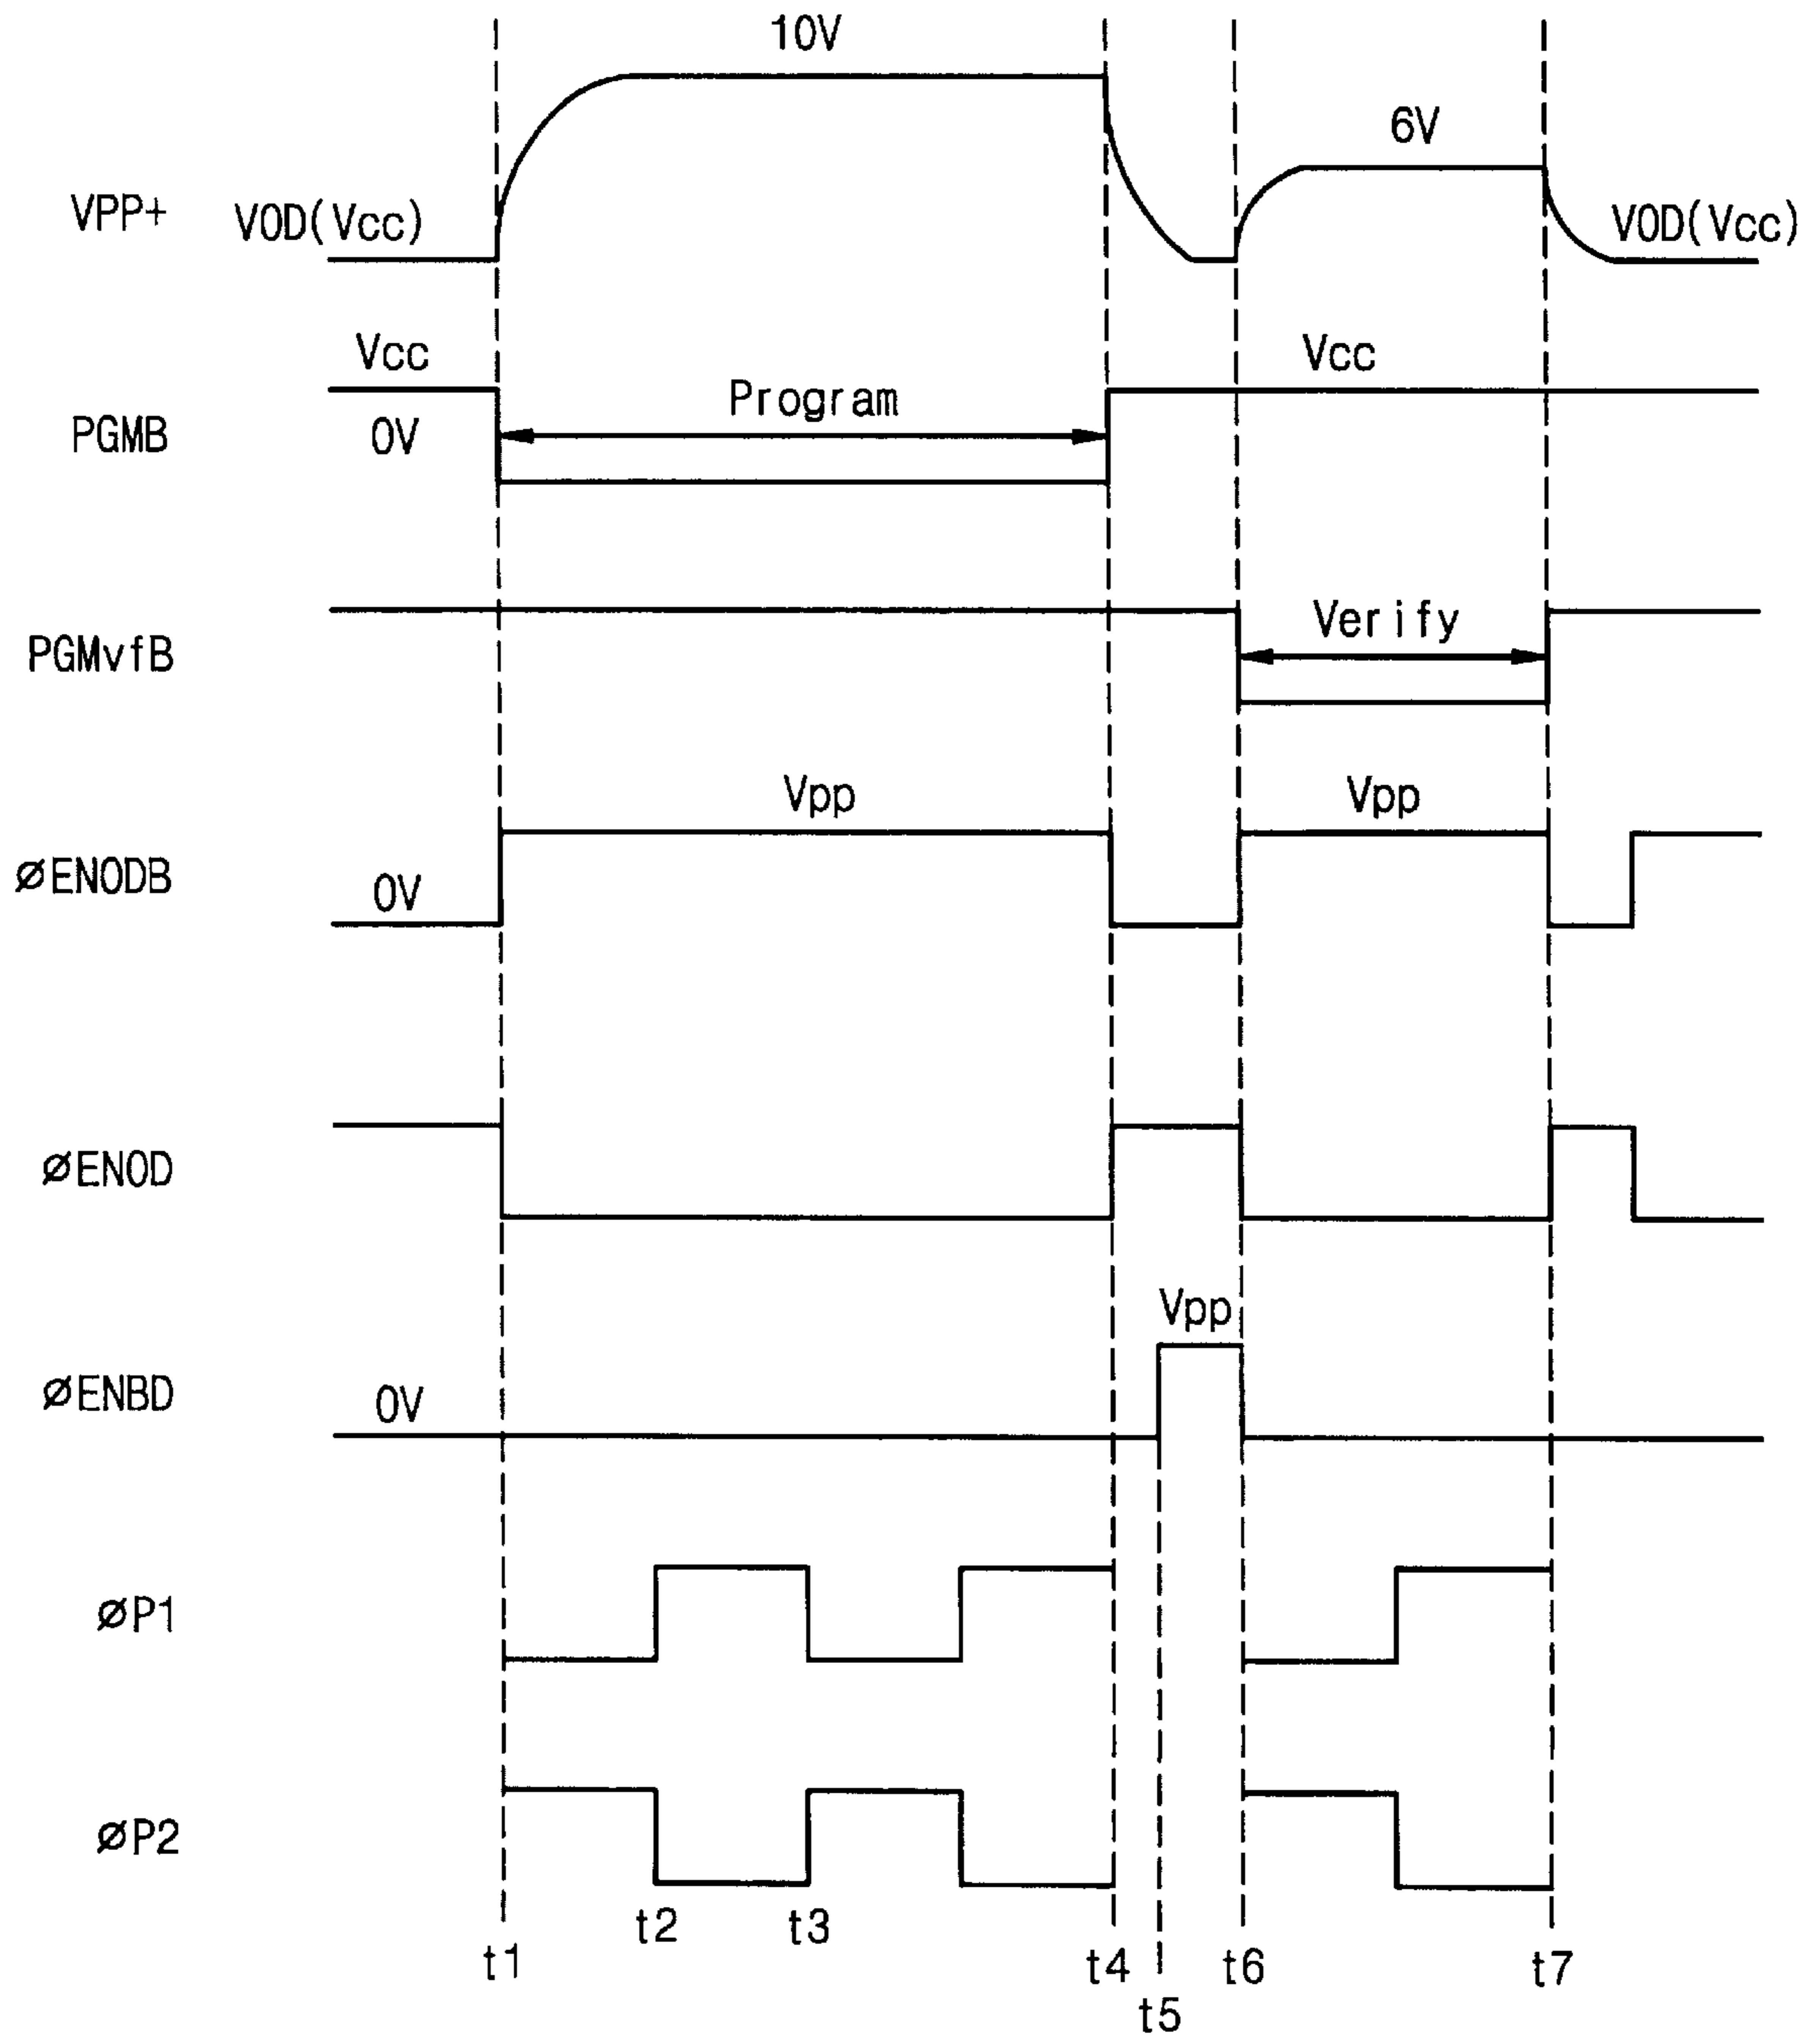 10V
6V
VPP+ VOD(Vcc) VOD(Vcc)
Vcc Vcc
Program
PGMB 0V
Verify
PGMvfB
Vpp Vpp
øENODB 0V
øENOD
Vpp
øENBD 0V
øP1
øP2
t2 t3
t1 t4 t6 t7
t5